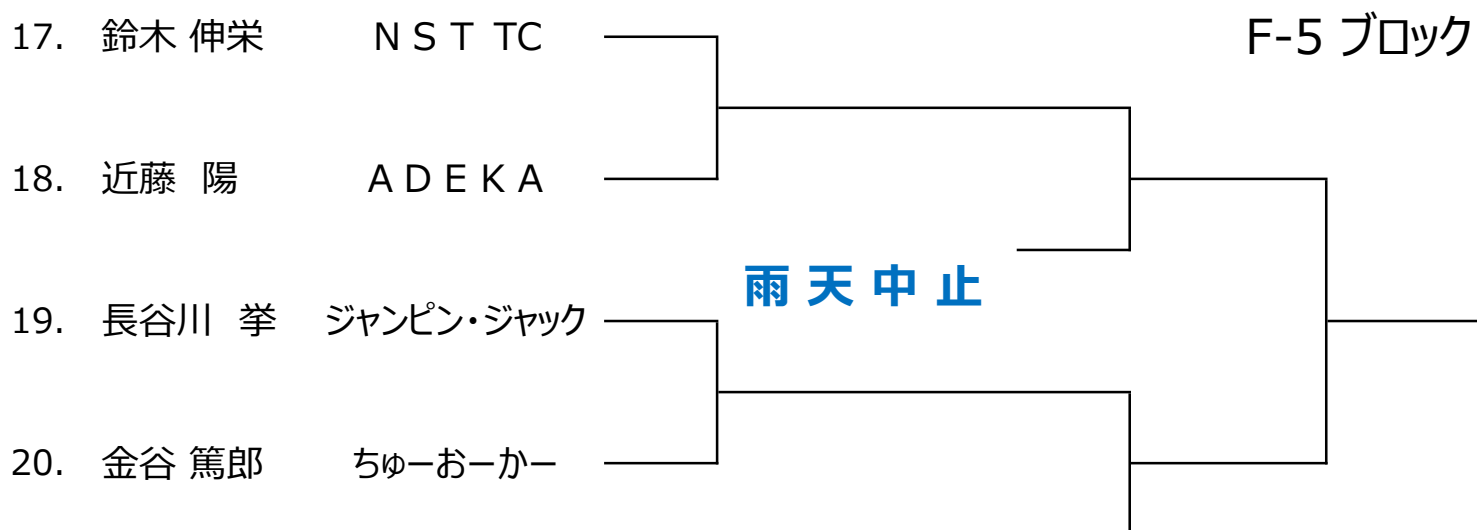 F-5 ブロック
17. 鈴木 伸栄 N S T TC
18. 近藤 陽 A D E K A
雨 天 中 止
19. 長谷川 挙 ジャンピン・ジャック
20. 金谷 篤郎 ちゅーおーかー